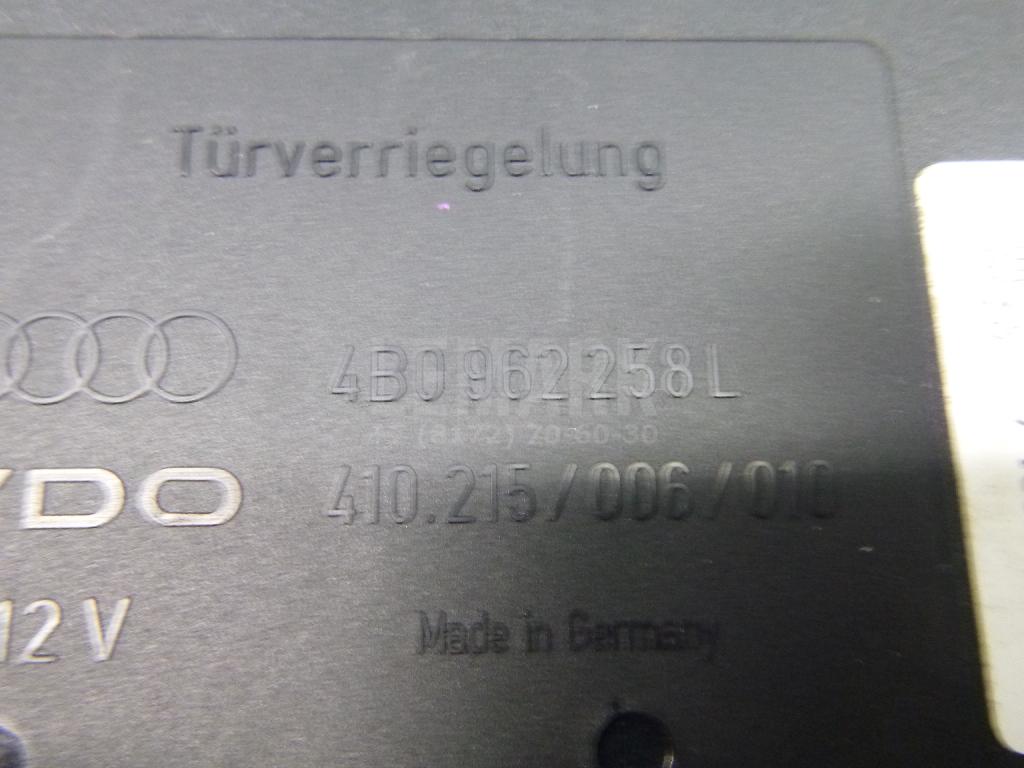 Türverriegelung
4B0 962 258 L
VDO 410.215/006/010
12 V
Made in Germany